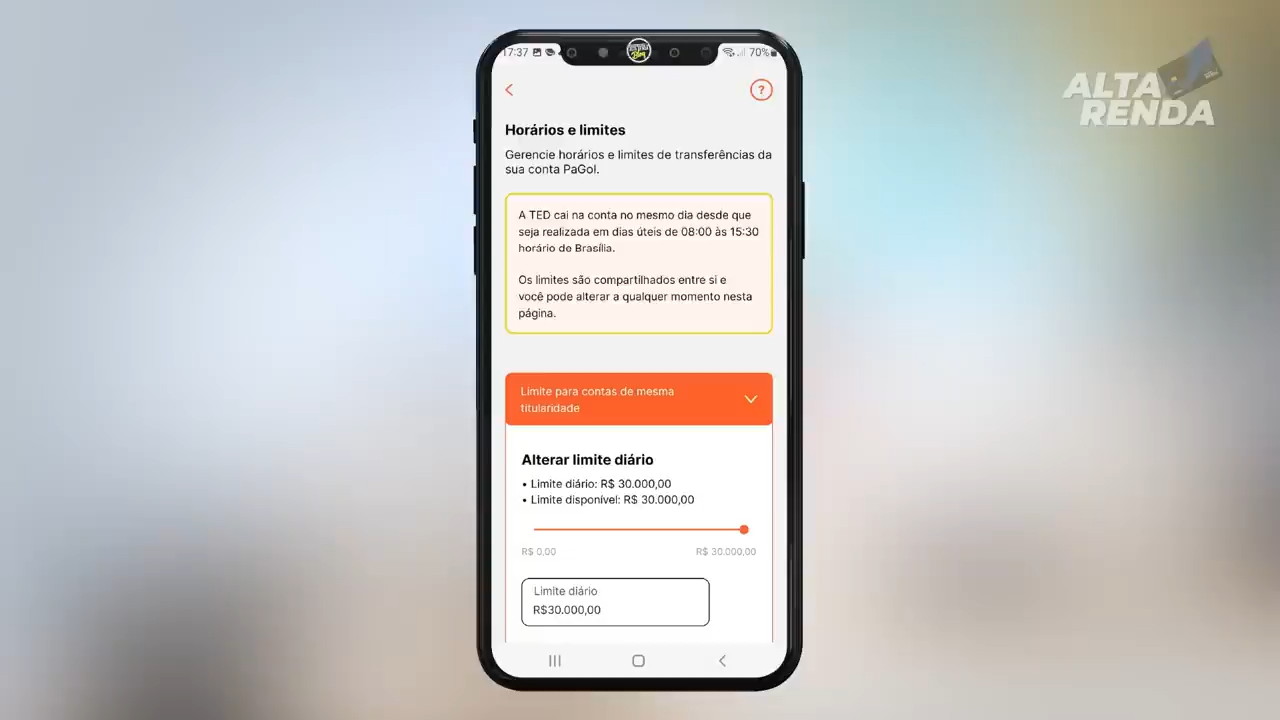 17:37
70%
ALTA
RENDA
?
Horários e limites
Gerencie horários e limites de transferências da
sua conta PaGol.
A TED cai na conta no mesmo dia desde que
seja realizada em dias úteis de 08:00 às 15:30
horário de Brasília.
Os limites são compartilhados entre si e
você pode alterar a qualquer momento nesta
página.
Limite para contas de mesma
titularidade
Alterar limite diário
• Limite diário: R$ 30.000,00
• Limite disponível: R$ 30.000,00
R$ 0,00
R$ 30.000,00
Limite diário
R$30.000,00